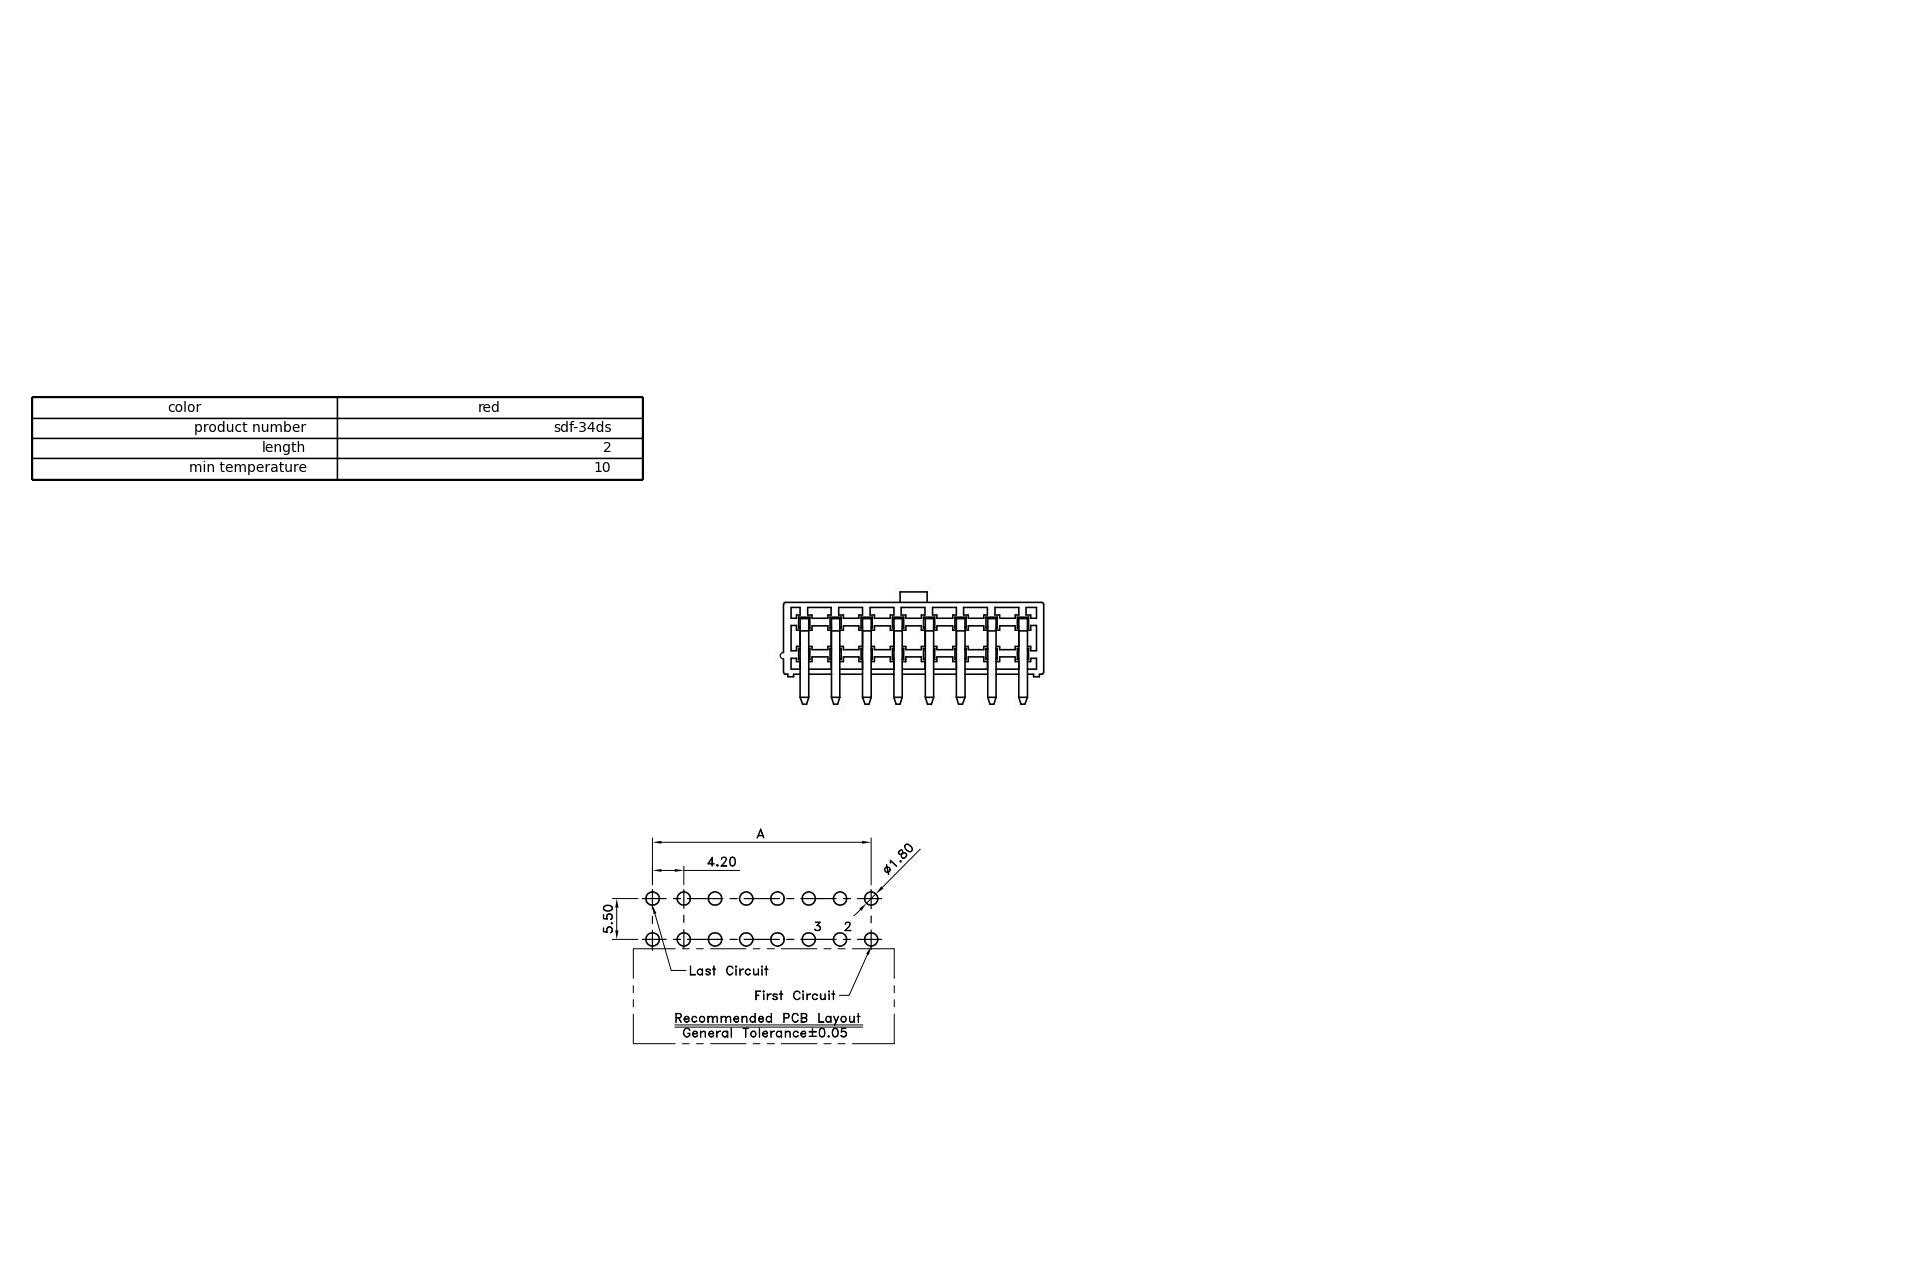 color red
product number sdf-34ds
length 2
min temperature 10
A
4.20
ø1.80
5.50
3 2
Last Circuit
First Circuit
Recommended PCB Layout
General Tolerance±0.05